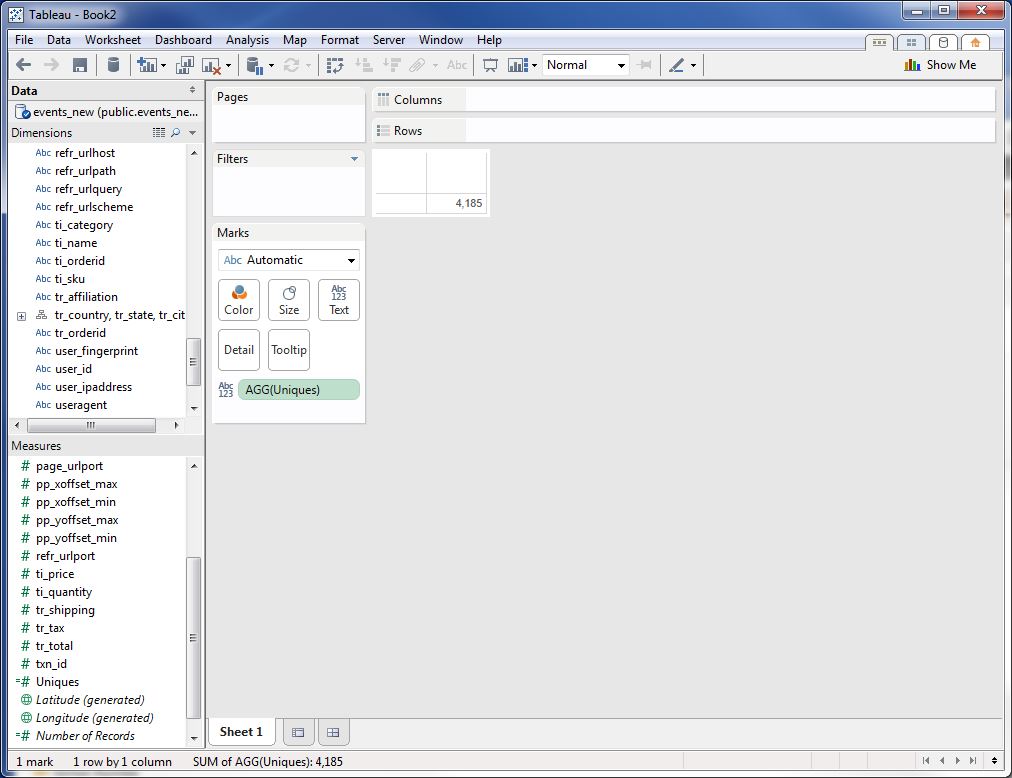 Tableau - Book2
File Data Worksheet Dashboard Analysis Map Format Server Window Help
Abc Normal Show Me
Data
events_new (public.events_ne...
Dimensions
Abc refr_urlhost
Abc refr_urlpath
Abc refr_urlquery
Abc refr_urlscheme
Abc ti_category
Abc ti_name
Abc ti_orderid
Abc ti_sku
Abc tr_affiliation
tr_country, tr_state, tr_cit
Abc tr_orderid
Abc user_fingerprint
Abc user_id
Abc user_ipaddress
Abc useragent
Measures
# page_urlport
# pp_xoffset_max
# pp_xoffset_min
# pp_yoffset_max
# pp_yoffset_min
# refr_urlport
# ti_price
# ti_quantity
# tr_shipping
# tr_tax
# tr_total
# txn_id
=# Uniques
Latitude (generated)
Longitude (generated)
=# Number of Records
Pages
Filters
Marks
Abc Automatic
Color Size Abc 123 Text
Detail Tooltip
Abc 123 AGG(Uniques)
Columns
Rows
4,185
Sheet 1
1 mark 1 row by 1 column SUM of AGG(Uniques): 4,185